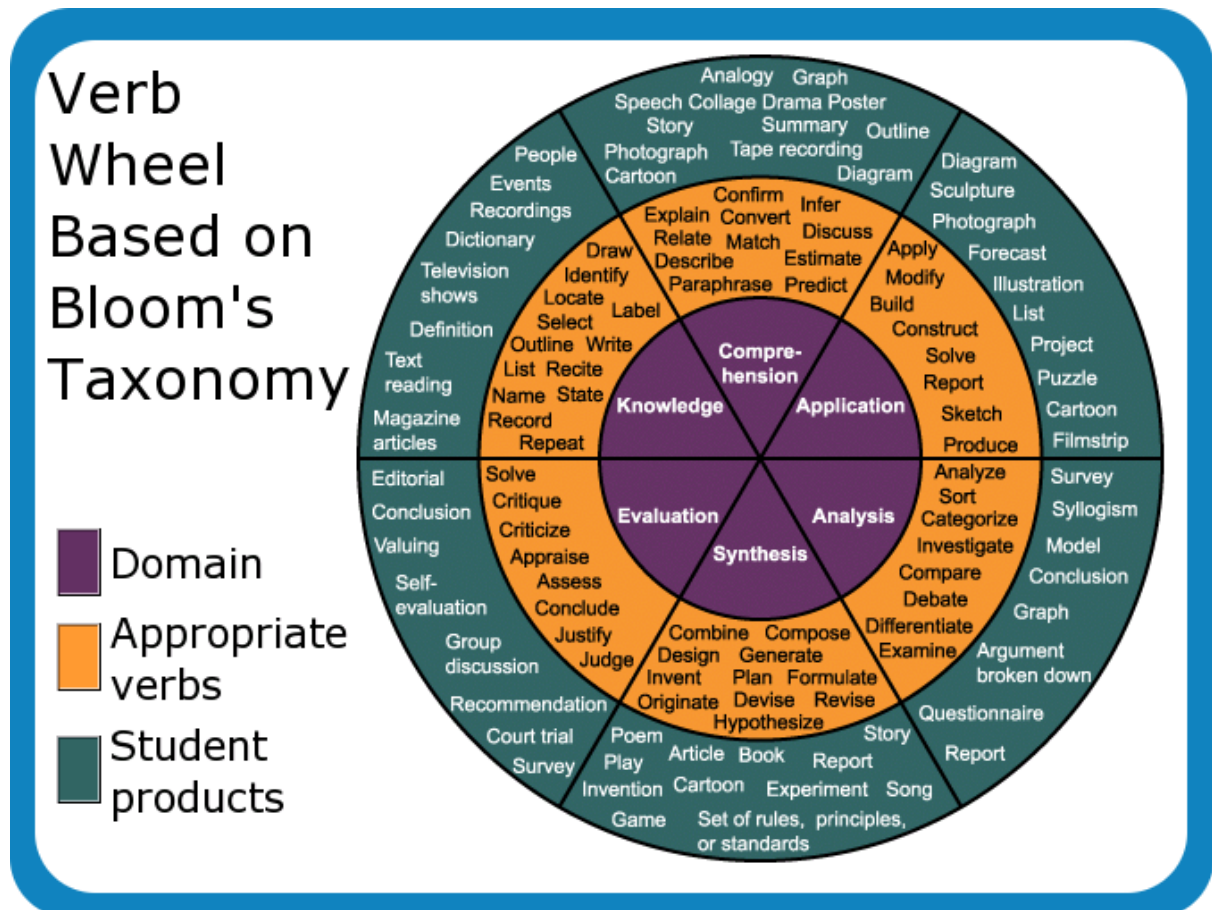 Verb
Wheel
Based on
Bloom's
Taxonomy
Domain
Appropriate
verbs
Student
products
Knowledge
Compre-
hension
Application
Analysis
Synthesis
Evaluation
Draw
Identify
Locate
Label
Select
Outline Write
List Recite
Name State
Record
Repeat
Confirm
Infer
Explain Convert
Discuss
Relate Match
Describe
Estimate
Paraphrase Predict
Apply
Modify
Build
Construct
Solve
Report
Sketch
Produce
Analyze
Sort
Categorize
Investigate
Compare
Debate
Differentiate
Examine
Combine Compose
Design Generate
Invent Plan Formulate
Originate Devise Revise
Hypothesize
Solve
Critique
Criticize
Appraise
Assess
Conclude
Justify
Judge
People
Events
Recordings
Dictionary
Television
shows
Definition
Text
reading
Magazine
articles
Analogy Graph
Speech Collage Drama Poster
Story Summary Outline
Photograph Tape recording
Cartoon Diagram
Diagram
Sculpture
Photograph
Forecast
Illustration
List
Project
Puzzle
Cartoon
Filmstrip
Survey
Syllogism
Model
Conclusion
Graph
Argument
broken down
Questionnaire
Report
Poem Story
Play Article Book Report
Invention Cartoon Experiment Song
Game Set of rules, principles,
or standards
Editorial
Conclusion
Valuing
Self-
evaluation
Group
discussion
Recommendation
Court trial
Survey